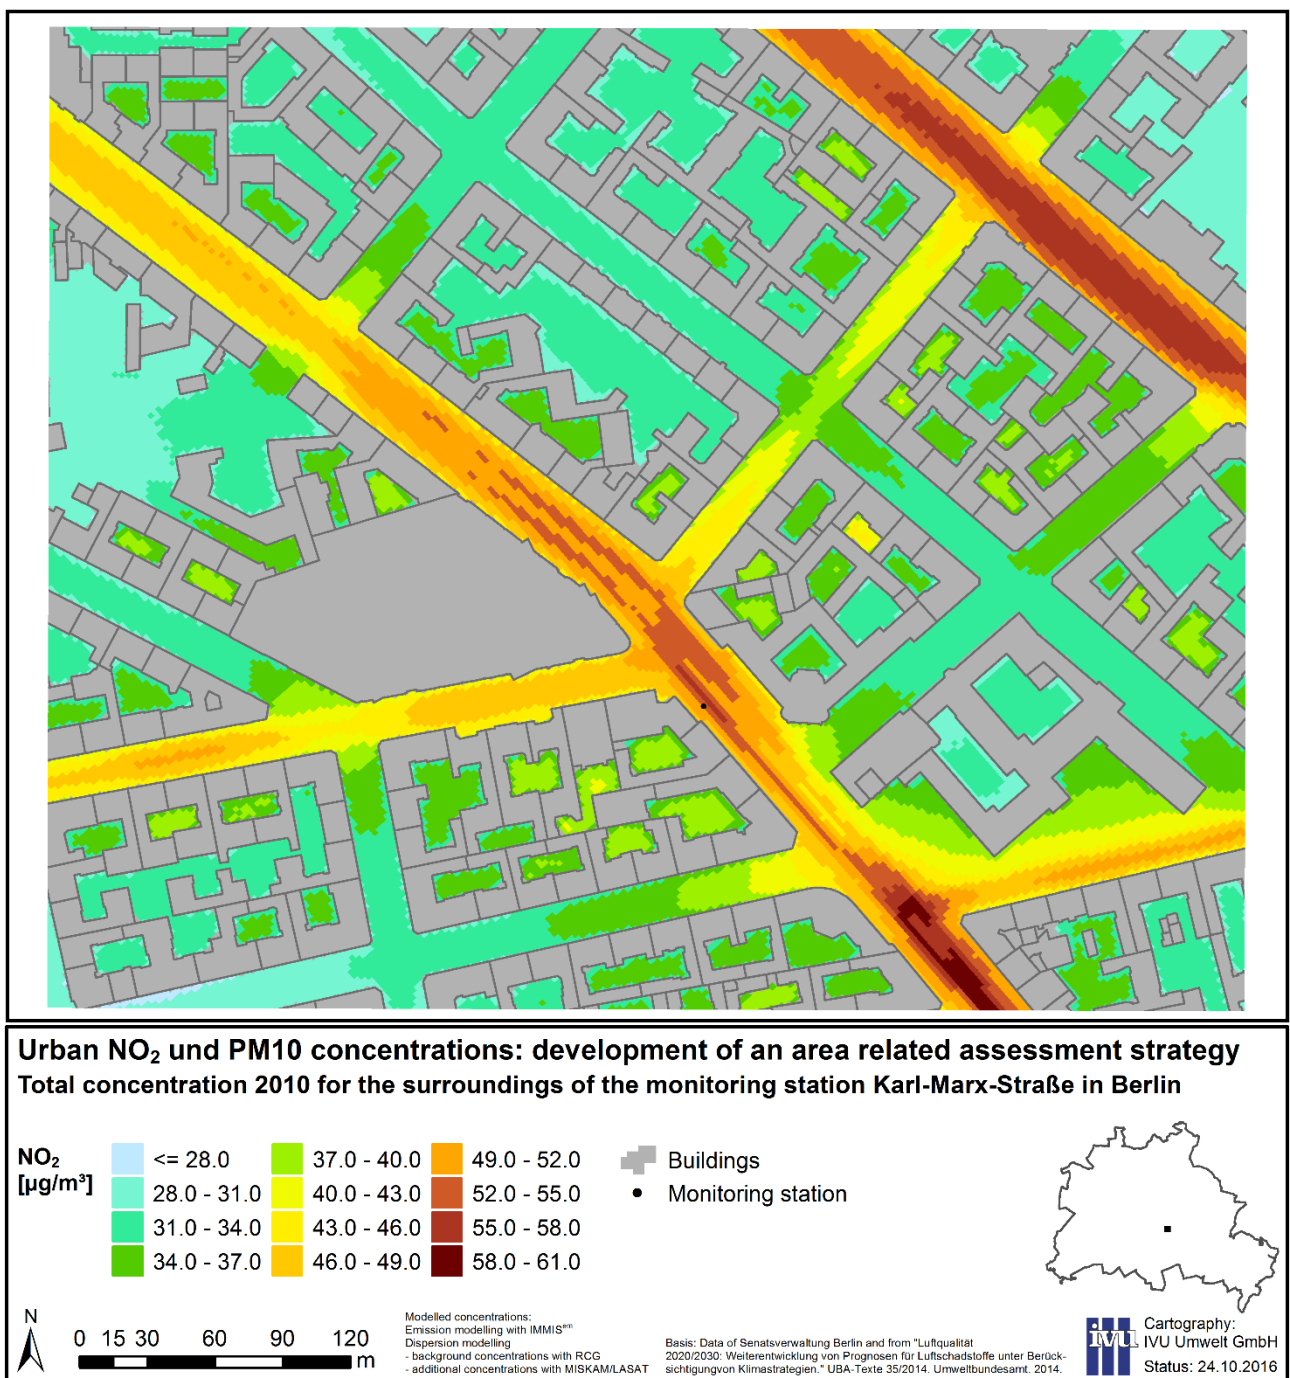 Urban NO₂ und PM10 concentrations: development of an area related assessment strategy
Total concentration 2010 for the surroundings of the monitoring station Karl-Marx-Straße in Berlin
NO₂
[µg/m³]
<= 28.0
28.0 - 31.0
31.0 - 34.0
34.0 - 37.0
37.0 - 40.0
40.0 - 43.0
43.0 - 46.0
46.0 - 49.0
49.0 - 52.0
52.0 - 55.0
55.0 - 58.0
58.0 - 61.0
Buildings
Monitoring station
N
0 15 30 60 90 120
m
Modelled concentrations:
Emission modelling with IMMISᵉᵐ
Dispersion modelling
- background concentrations with RCG
- additional concentrations with MISKAM/LASAT
Basis: Data of Senatsverwaltung Berlin and from "Luftqualität
2020/2030: Weiterentwicklung von Prognosen für Luftschadstoffe unter Berück-
sichtigungvon Klimastrategien." UBA-Texte 35/2014. Umweltbundesamt. 2014.
ivu
Cartography:
IVU Umwelt GmbH
Status: 24.10.2016